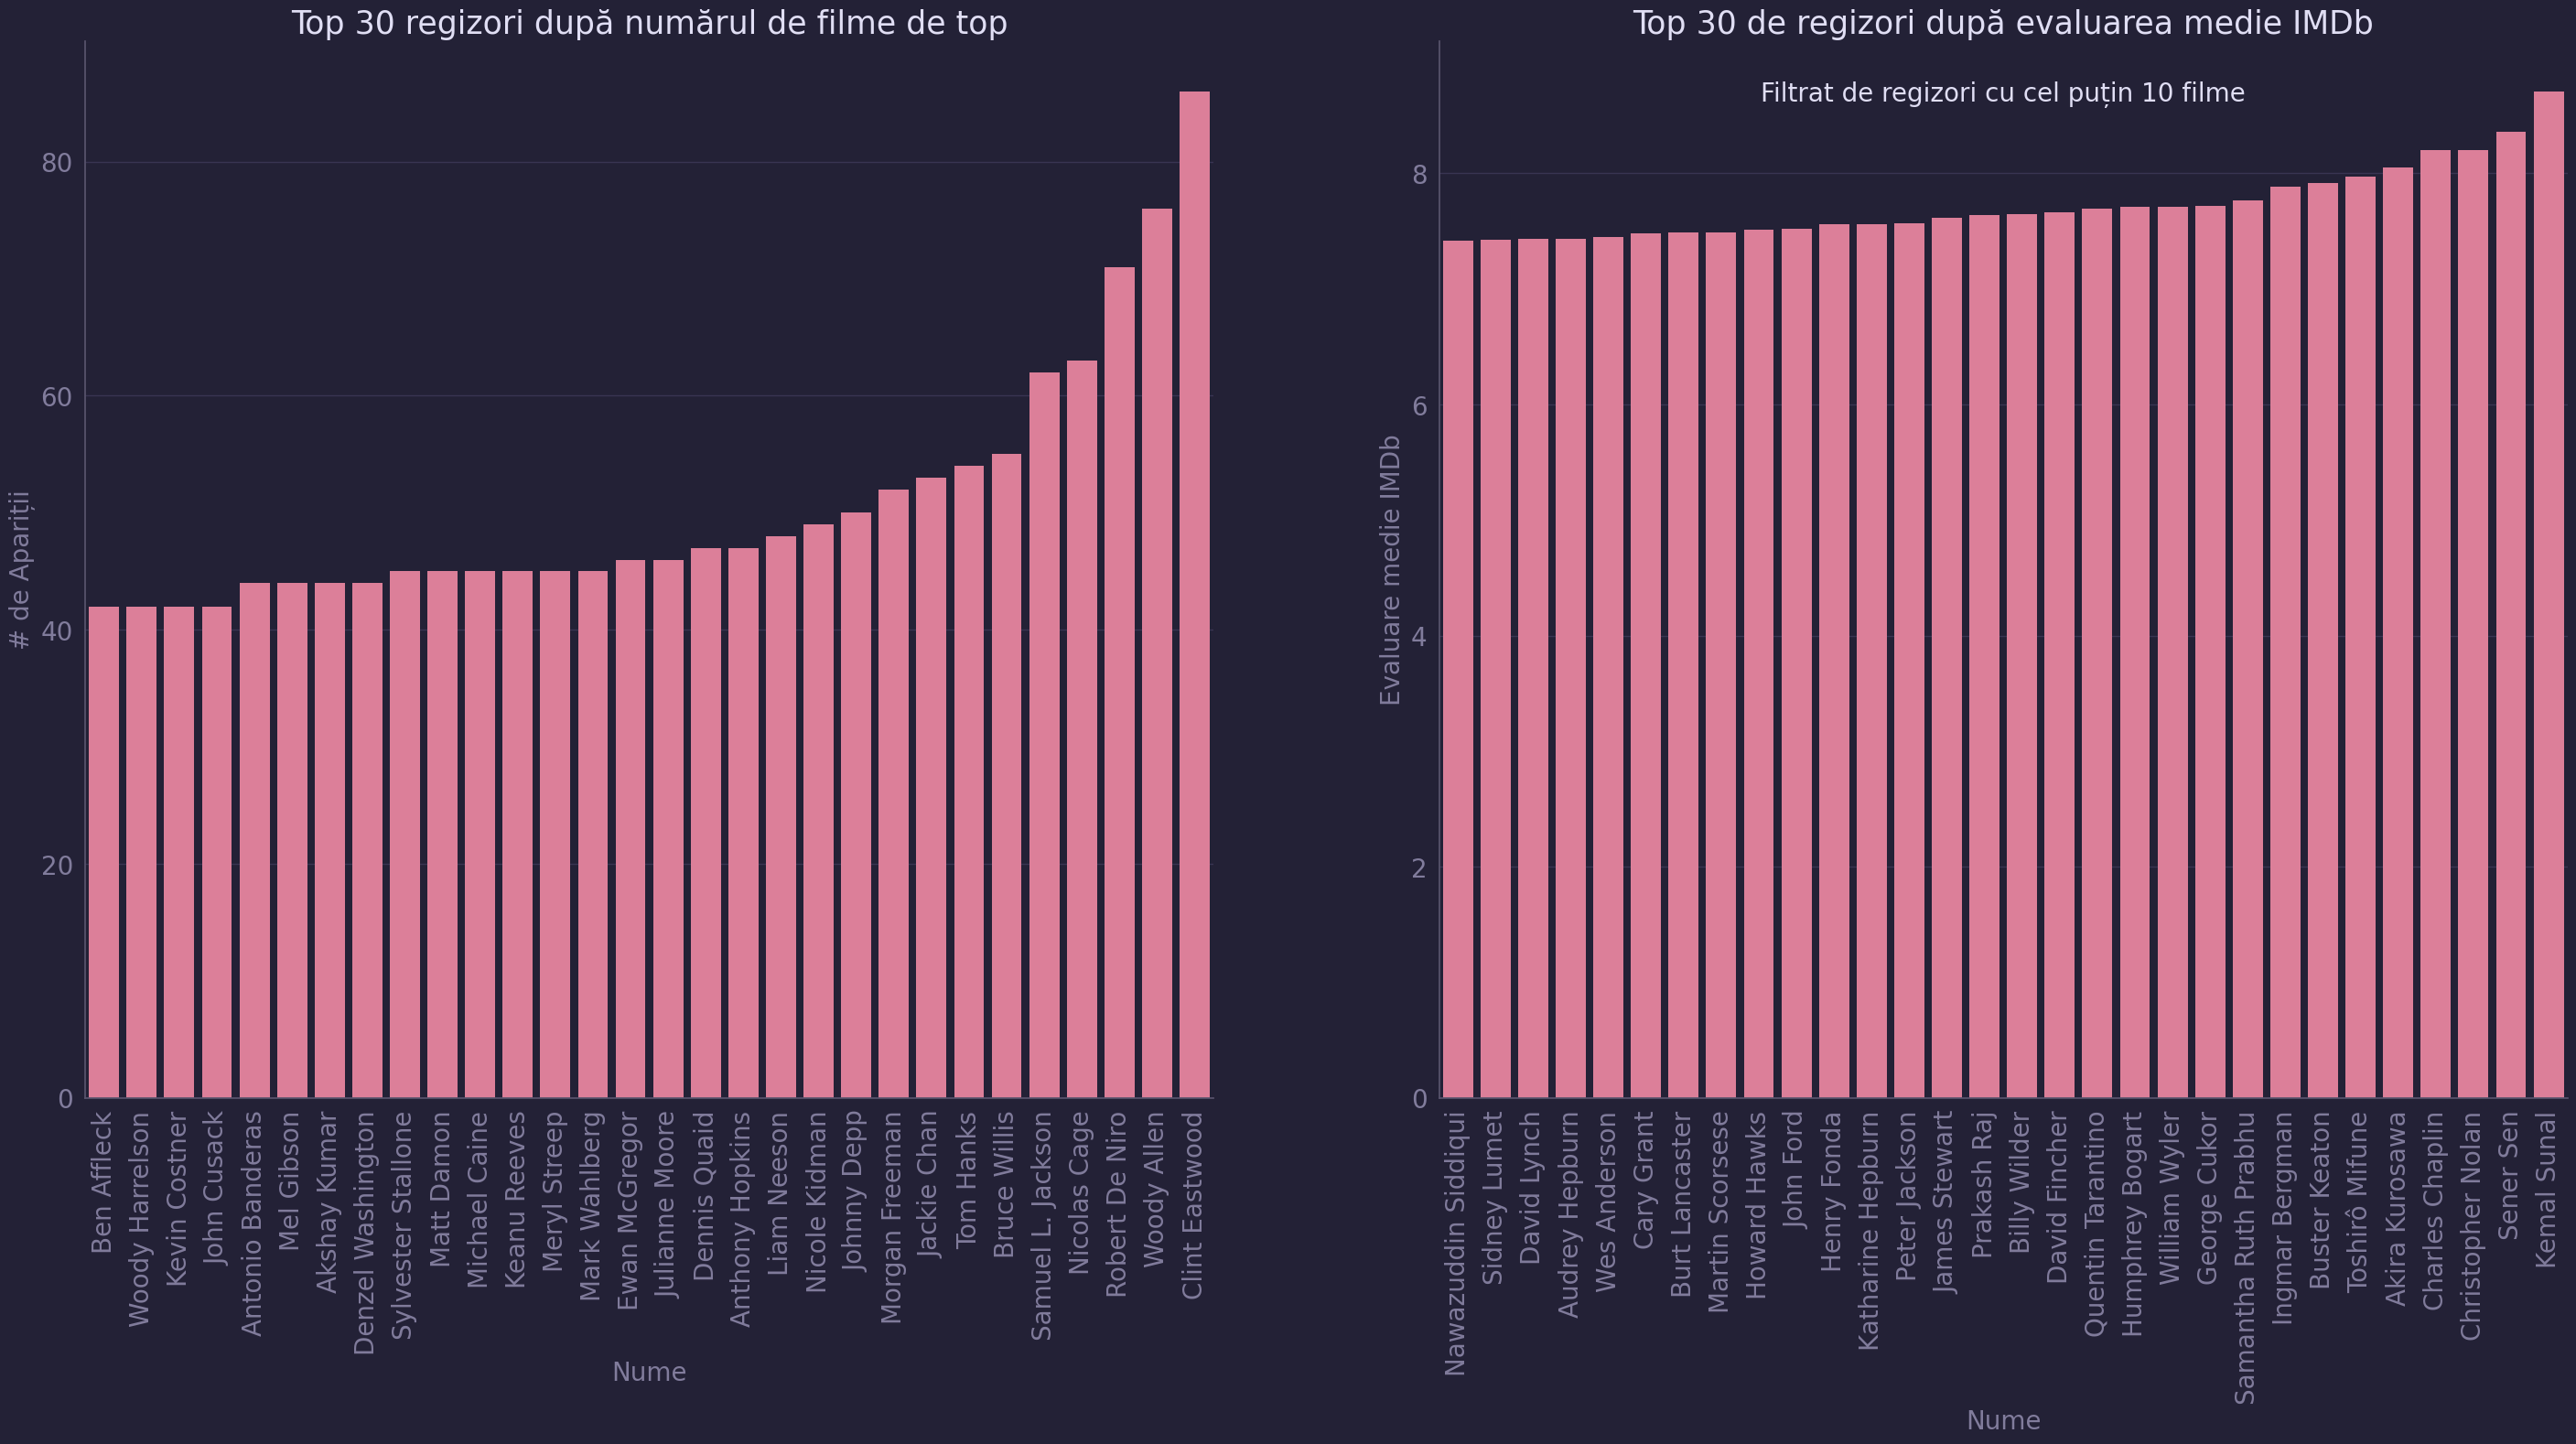 Top 30 regizori după numărul de filme de top
# de Apariții
80
60
40
20
0
Ben Affleck
Woody Harrelson
Kevin Costner
John Cusack
Antonio Banderas
Mel Gibson
Akshay Kumar
Denzel Washington
Sylvester Stallone
Matt Damon
Michael Caine
Keanu Reeves
Meryl Streep
Mark Wahlberg
Ewan McGregor
Julianne Moore
Dennis Quaid
Anthony Hopkins
Liam Neeson
Nicole Kidman
Johnny Depp
Morgan Freeman
Jackie Chan
Tom Hanks
Bruce Willis
Samuel L. Jackson
Nicolas Cage
Robert De Niro
Woody Allen
Clint Eastwood
Nume
Top 30 de regizori după evaluarea medie IMDb
Filtrat de regizori cu cel puțin 10 filme
Evaluare medie IMDb
8
6
4
2
0
Nawazuddin Siddiqui
Sidney Lumet
David Lynch
Audrey Hepburn
Wes Anderson
Cary Grant
Burt Lancaster
Martin Scorsese
Howard Hawks
John Ford
Henry Fonda
Katharine Hepburn
Peter Jackson
James Stewart
Prakash Raj
Billy Wilder
David Fincher
Quentin Tarantino
Humphrey Bogart
William Wyler
George Cukor
Samantha Ruth Prabhu
Ingmar Bergman
Buster Keaton
Toshirô Mifune
Akira Kurosawa
Charles Chaplin
Christopher Nolan
Sener Sen
Kemal Sunal
Nume